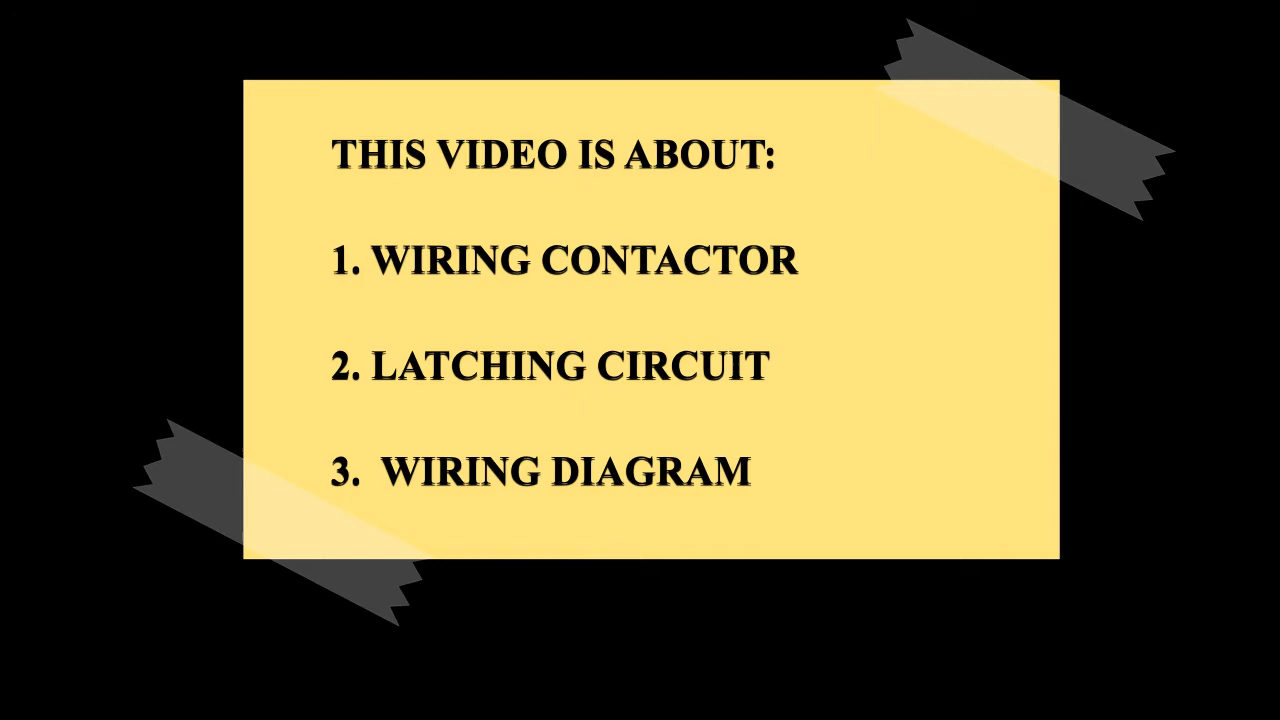 THIS VIDEO IS ABOUT:
1. WIRING CONTACTOR
2. LATCHING CIRCUIT
3. WIRING DIAGRAM